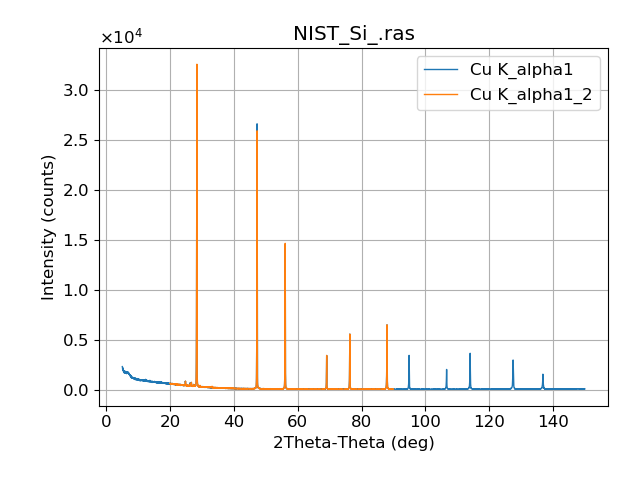 NIST_Si_.ras
×10⁴
Cu K_alpha1
Cu K_alpha1_2
3.0
2.5
2.0
1.5
1.0
0.5
0.0
Intensity (counts)
0 20 40 60 80 100 120 140
2Theta-Theta (deg)